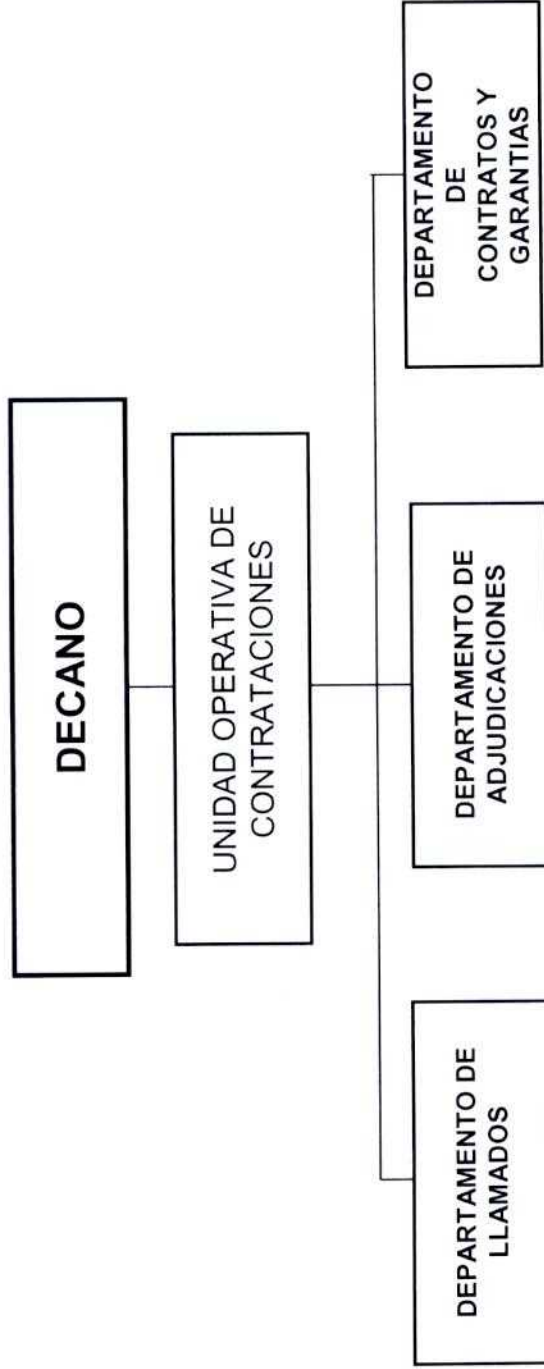 DECANO
UNIDAD OPERATIVA DE
CONTRATACIONES
DEPARTAMENTO DE
LLAMADOS
DEPARTAMENTO DE
ADJUDICACIONES
DEPARTAMENTO
DE
CONTRATOS Y
GARANTIAS